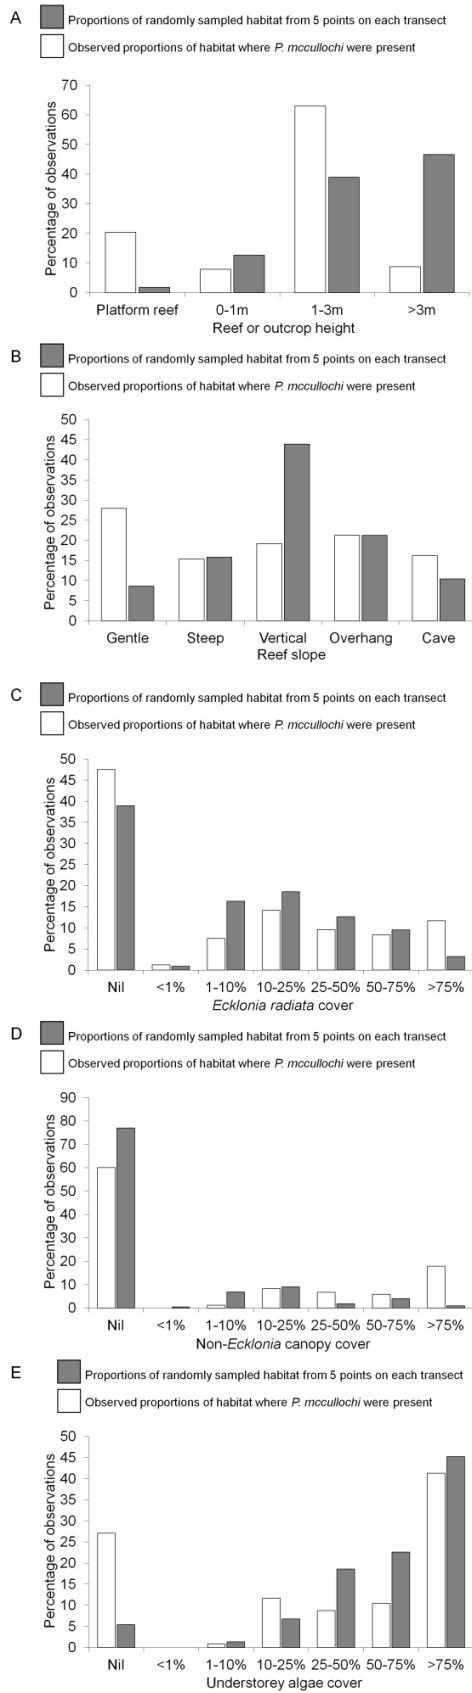 A
Proportions of randomly sampled habitat from 5 points on each transect
Observed proportions of habitat where P. mccullochi were present
Percentage of observations
70
60
50
40
30
20
10
0
Platform reef 0-1m 1-3m >3m
Reef or outcrop height
B
Proportions of randomly sampled habitat from 5 points on each transect
Observed proportions of habitat where P. mccullochi were present
Percentage of observations
50
45
40
35
30
25
20
15
10
5
0
Gentle Steep Vertical Overhang Cave
Reef slope
C
Proportions of randomly sampled habitat from 5 points on each transect
Observed proportions of habitat where P. mccullochi were present
Percentage of observations
50
45
40
35
30
25
20
15
10
5
0
Nil <1% 1-10% 10-25% 25-50% 50-75% >75%
Ecklonia radiata cover
D
Proportions of randomly sampled habitat from 5 points on each transect
Observed proportions of habitat where P. mccullochi were present
Percentage of observations
90
80
70
60
50
40
30
20
10
0
Nil <1% 1-10% 10-25% 25-50% 50-75% >75%
Non-Ecklonia canopy cover
E
Proportions of randomly sampled habitat from 5 points on each transect
Observed proportions of habitat where P. mccullochi were present
Percentage of observations
50
45
40
35
30
25
20
15
10
5
0
Nil <1% 1-10% 10-25% 25-50% 50-75% >75%
Understorey algae cover